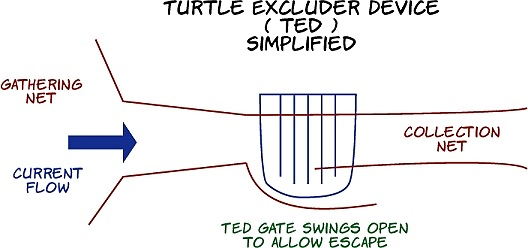 TURTLE EXCLUDER DEVICE
( TED )
SIMPLIFIED
GATHERING
NET
CURRENT
FLOW
COLLECTION
NET
TED GATE SWINGS OPEN
TO ALLOW ESCAPE